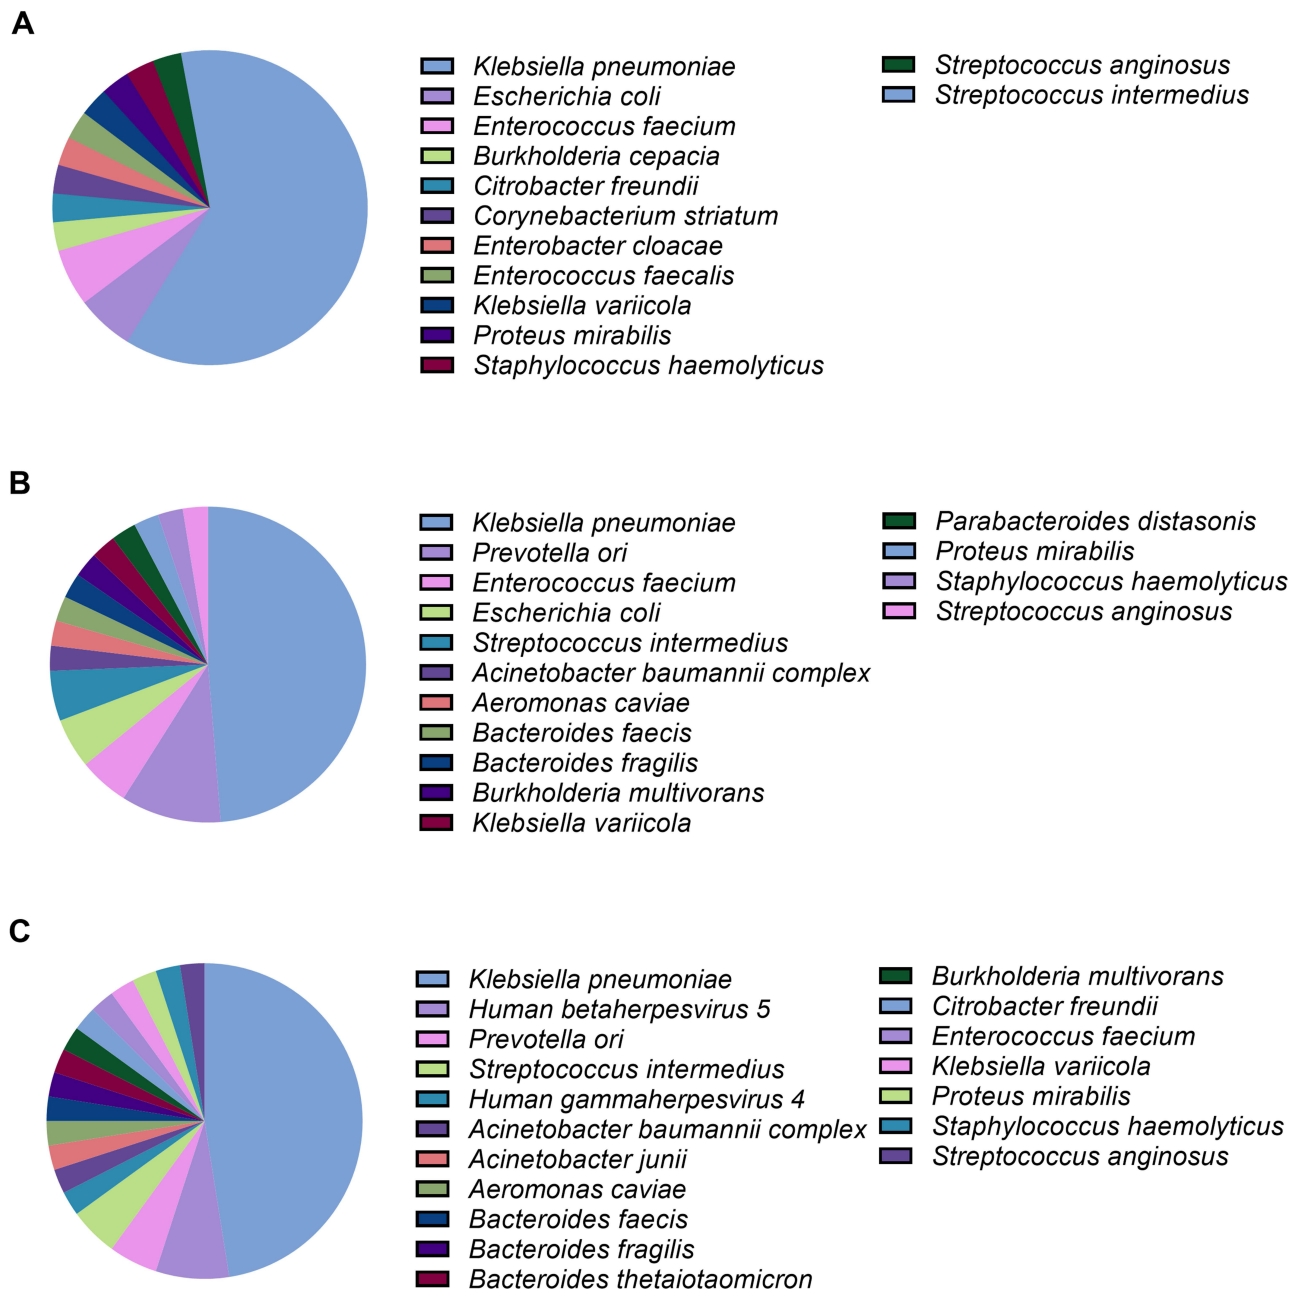 A
Klebsiella pneumoniae
Escherichia coli
Enterococcus faecium
Burkholderia cepacia
Citrobacter freundii
Corynebacterium striatum
Enterobacter cloacae
Enterococcus faecalis
Klebsiella variicola
Proteus mirabilis
Staphylococcus haemolyticus
Streptococcus anginosus
Streptococcus intermedius
B
Klebsiella pneumoniae
Prevotella ori
Enterococcus faecium
Escherichia coli
Streptococcus intermedius
Acinetobacter baumannii complex
Aeromonas caviae
Bacteroides faecis
Bacteroides fragilis
Burkholderia multivorans
Klebsiella variicola
Parabacteroides distasonis
Proteus mirabilis
Staphylococcus haemolyticus
Streptococcus anginosus
C
Klebsiella pneumoniae
Human betaherpesvirus 5
Prevotella ori
Streptococcus intermedius
Human gammaherpesvirus 4
Acinetobacter baumannii complex
Acinetobacter junii
Aeromonas caviae
Bacteroides faecis
Bacteroides fragilis
Bacteroides thetaiotaomicron
Burkholderia multivorans
Citrobacter freundii
Enterococcus faecium
Klebsiella variicola
Proteus mirabilis
Staphylococcus haemolyticus
Streptococcus anginosus